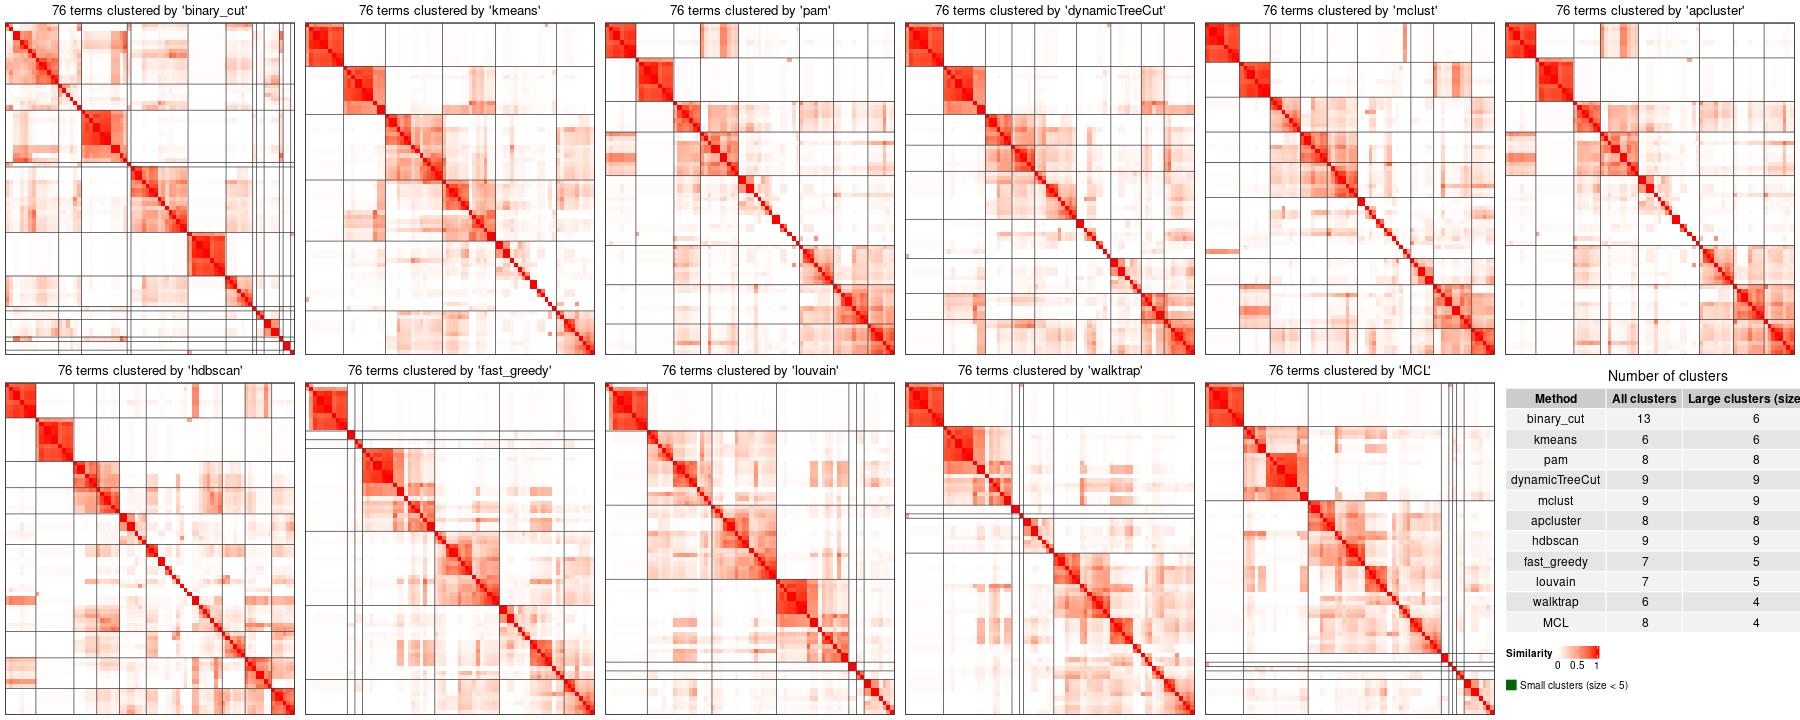 76 terms clustered by 'binary_cut'
76 terms clustered by 'kmeans'
76 terms clustered by 'pam'
76 terms clustered by 'dynamicTreeCut'
76 terms clustered by 'mclust'
76 terms clustered by 'apcluster'
76 terms clustered by 'hdbscan'
76 terms clustered by 'fast_greedy'
76 terms clustered by 'louvain'
76 terms clustered by 'walktrap'
76 terms clustered by 'MCL'
Number of clusters
Method All clusters Large clusters (size
binary_cut 13 6
kmeans 6 6
pam 8 8
dynamicTreeCut 9 9
mclust 9 9
apcluster 8 8
hdbscan 9 9
fast_greedy 7 5
louvain 7 5
walktrap 6 4
MCL 8 4
Similarity
0 0.5 1
Small clusters (size < 5)